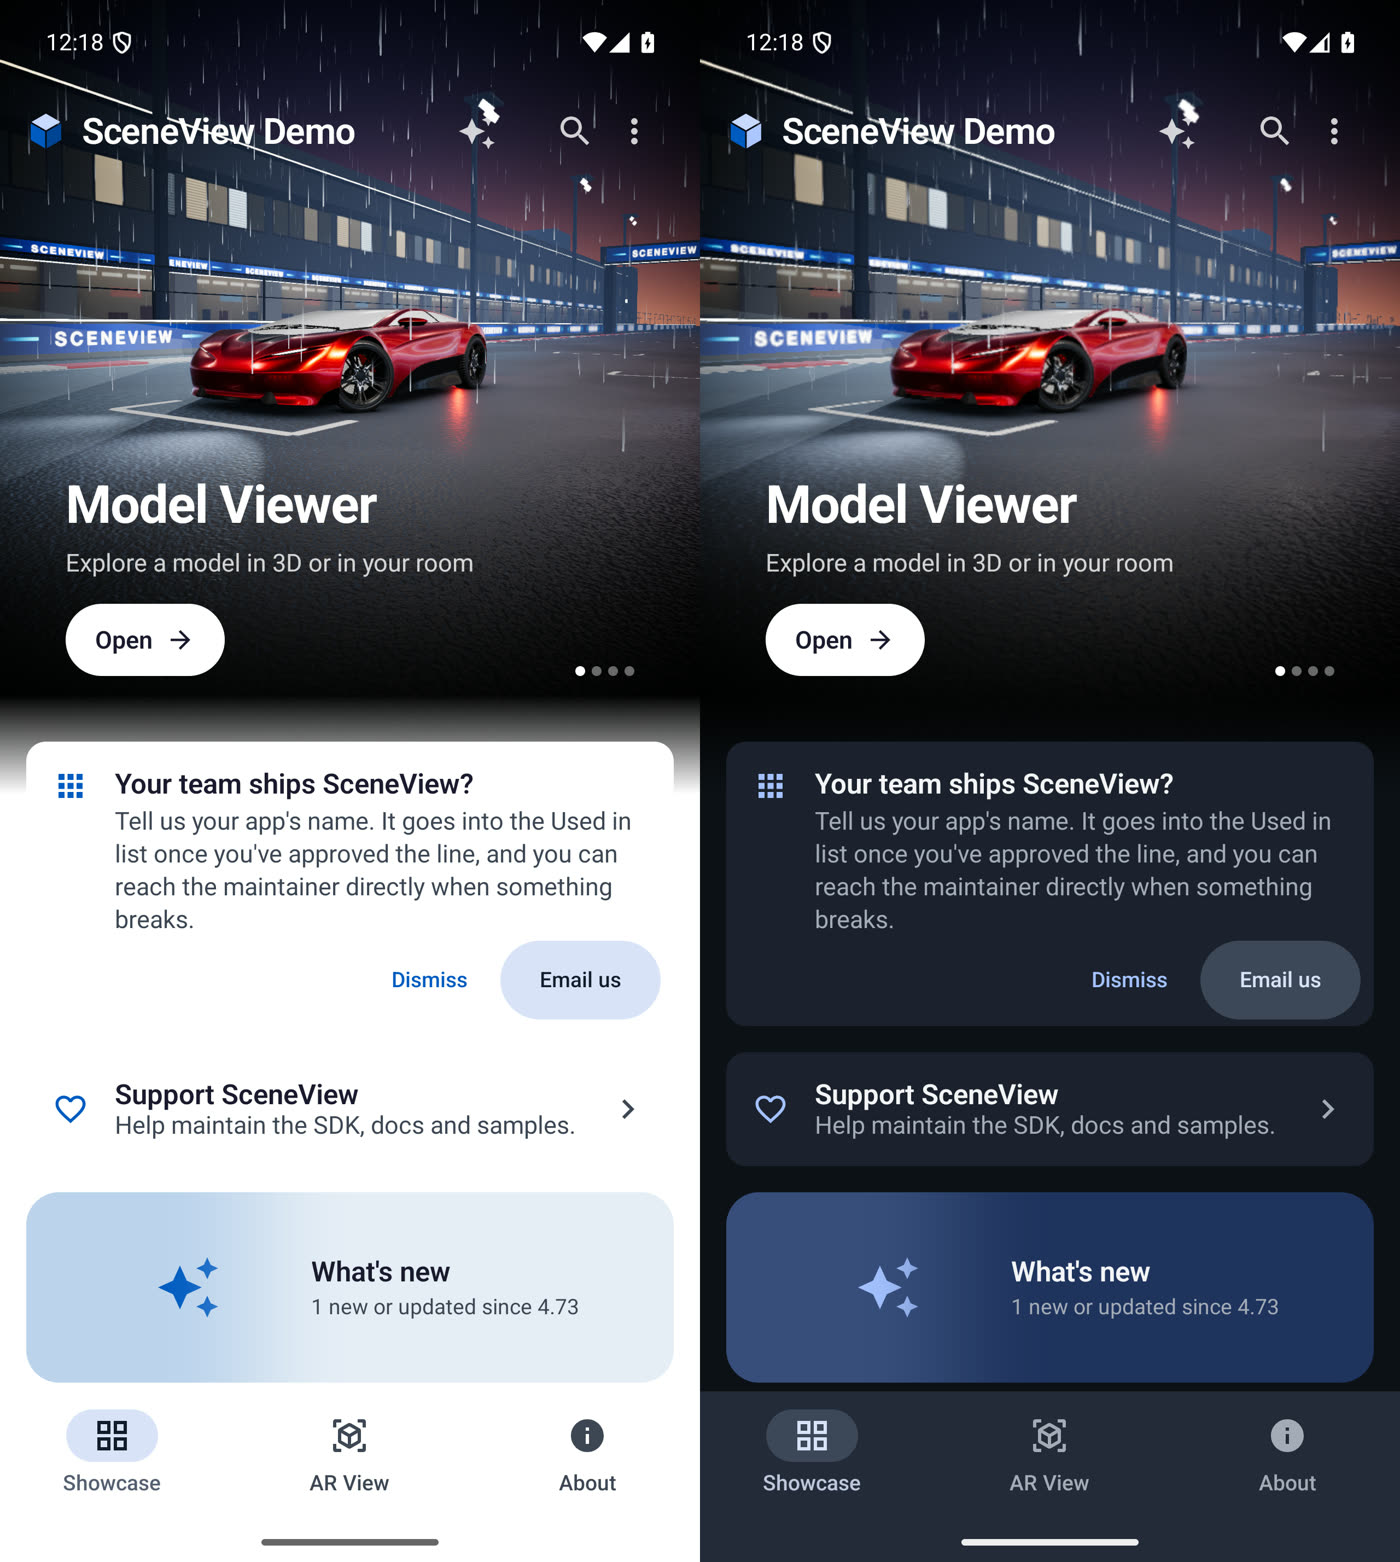 12:18
SceneView Demo
SCENEVIEW
ENEVIEW
SCENEVIEW
SCENEVIEW
SCENEVIEW
Model Viewer
Explore a model in 3D or in your room
Open
Your team ships SceneView?
Tell us your app's name. It goes into the Used in
list once you've approved the line, and you can
reach the maintainer directly when something
breaks.
Dismiss
Email us
Support SceneView
Help maintain the SDK, docs and samples.
What's new
1 new or updated since 4.73
Showcase
AR View
About
12:18
SceneView Demo
SCENEVIEW
SCENEVIEW
SCENEVIEW
Model Viewer
Explore a model in 3D or in your room
Open
Your team ships SceneView?
Tell us your app's name. It goes into the Used in
list once you've approved the line, and you can
reach the maintainer directly when something
breaks.
Dismiss
Email us
Support SceneView
Help maintain the SDK, docs and samples.
What's new
1 new or updated since 4.73
Showcase
AR View
About